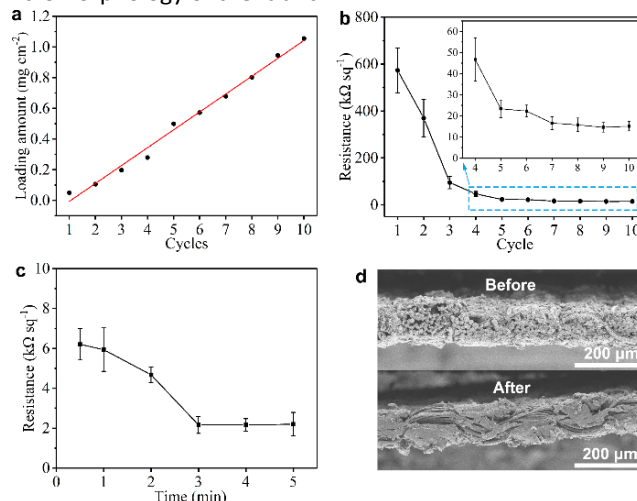 a
Loading amount (mg cm⁻²)
1.2
1.0
0.8
0.6
0.4
0.2
0.0
1 2 3 4 5 6 7 8 9 10
Cycles
b
Resistance (kΩ sq⁻¹)
800
600
400
200
0
60
50
40
30
20
10
0
4 5 6 7 8 9 10
1 2 3 4 5 6 7 8 9 10
Cycle
c
Resistance (kΩ sq⁻¹)
10
8
6
4
2
0
1 2 3 4 5
Time (min)
d
Before
200 µm
After
200 µm